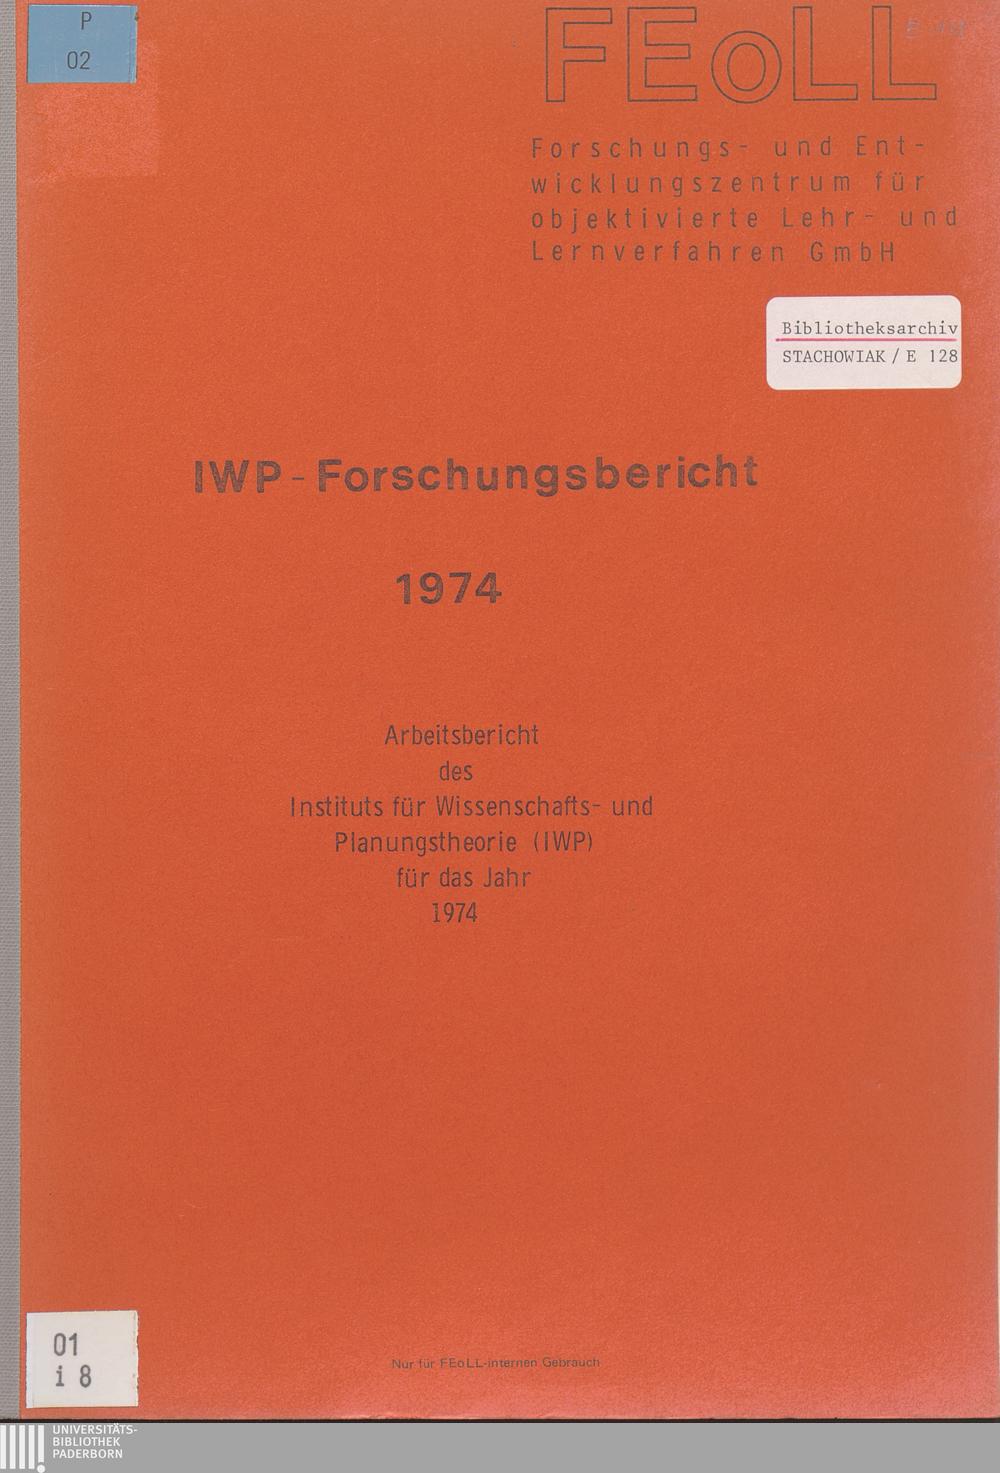 P
02
FEoLL
Forschungs- und Ent-
wicklungszentrum für
objektivierte Lehr- und
Lernverfahren GmbH
Bibliotheksarchiv
STACHOWIAK / E 128
IWP-Forschungsbericht
1974
Arbeitsbericht
des
Instituts für Wissenschafts- und
Planungstheorie (IWP)
für das Jahr
1974
01
i 8
Nur für FEoLL-internen Gebrauch
UNIVERSITÄTS-
BIBLIOTHEK
PADERBORN